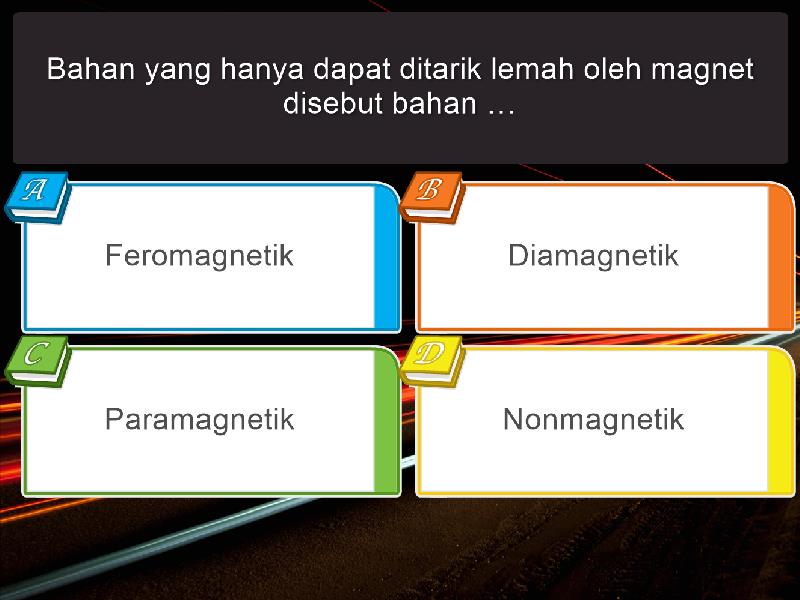 Bahan yang hanya dapat ditarik lemah oleh magnet
disebut bahan …
A
Feromagnetik
B
Diamagnetik
C
Paramagnetik
D
Nonmagnetik